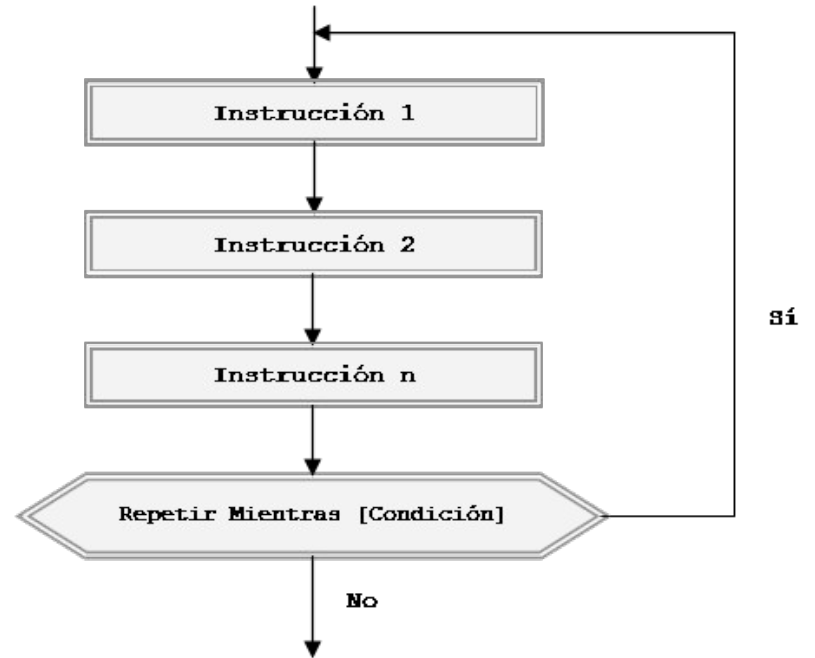 Instrucción 1
Instrucción 2
Instrucción n
Sí
Repetir Mientras [Condición]
No